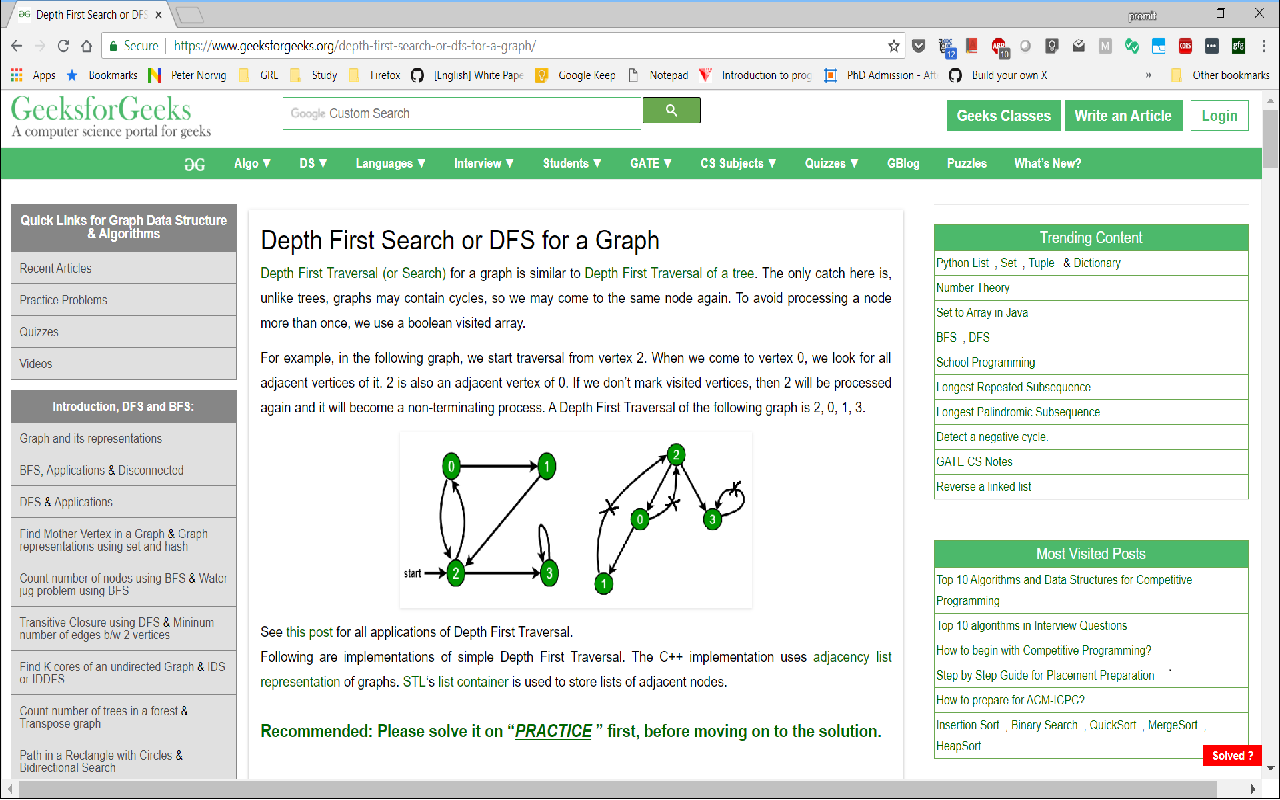 Depth First Search or DFS
promit
Secure https://www.geeksforgeeks.org/depth-first-search-or-dfs-for-a-graph/
12
10
Apps Bookmarks Peter Norvig GRL Study Firefox [English] White Pape Google Keep Notepad Introduction to prog PhD Admission - Aff Build your own X » Other bookmarks
GeeksforGeeks
A computer science portal for geeks
Google Custom Search
Geeks Classes Write an Article Login
Algo ▼ DS ▼ Languages ▼ Interview ▼ Students ▼ GATE ▼ CS Subjects ▼ Quizzes ▼ GBlog Puzzles What's New?
Quick Links for Graph Data Structure
& Algorithms
Recent Articles
Practice Problems
Quizzes
Videos
Introduction, DFS and BFS:
Graph and its representations
BFS, Applications & Disconnected
DFS & Applications
Find Mother Vertex in a Graph & Graph
representations using set and hash
Count number of nodes using BFS & Water
jug problem using BFS
Transitive Closure using DFS & Mininum
number of edges b/w 2 vertices
Find K cores of an undirected Graph & IDS
or IDDFS
Count number of trees in a forest &
Transpose graph
Path in a Rectangle with Circles &
Bidirectional Search
Depth First Search or DFS for a Graph
Depth First Traversal (or Search) for a graph is similar to Depth First Traversal of a tree. The only catch here is,
unlike trees, graphs may contain cycles, so we may come to the same node again. To avoid processing a node
more than once, we use a boolean visited array.
For example, in the following graph, we start traversal from vertex 2. When we come to vertex 0, we look for all
adjacent vertices of it. 2 is also an adjacent vertex of 0. If we don't mark visited vertices, then 2 will be processed
again and it will become a non-terminating process. A Depth First Traversal of the following graph is 2, 0, 1, 3.
0 1
start 2 3
2
0 3
1
See this post for all applications of Depth First Traversal.
Following are implementations of simple Depth First Traversal. The C++ implementation uses adjacency list
representation of graphs. STL's list container is used to store lists of adjacent nodes.
Recommended: Please solve it on “PRACTICE ” first, before moving on to the solution.
Trending Content
Python List , Set , Tuple & Dictionary
Number Theory
Set to Array in Java
BFS , DFS
School Programming
Longest Repeated Subsequence
Longest Palindromic Subsequence
Detect a negative cycle.
GATE CS Notes
Reverse a linked list
Most Visited Posts
Top 10 Algorithms and Data Structures for Competitive
Programming
Top 10 algorithms in Interview Questions
How to begin with Competitive Programming?
Step by Step Guide for Placement Preparation
How to prepare for ACM-ICPC?
Insertion Sort , Binary Search , QuickSort , MergeSort ,
HeapSort
Solved ?